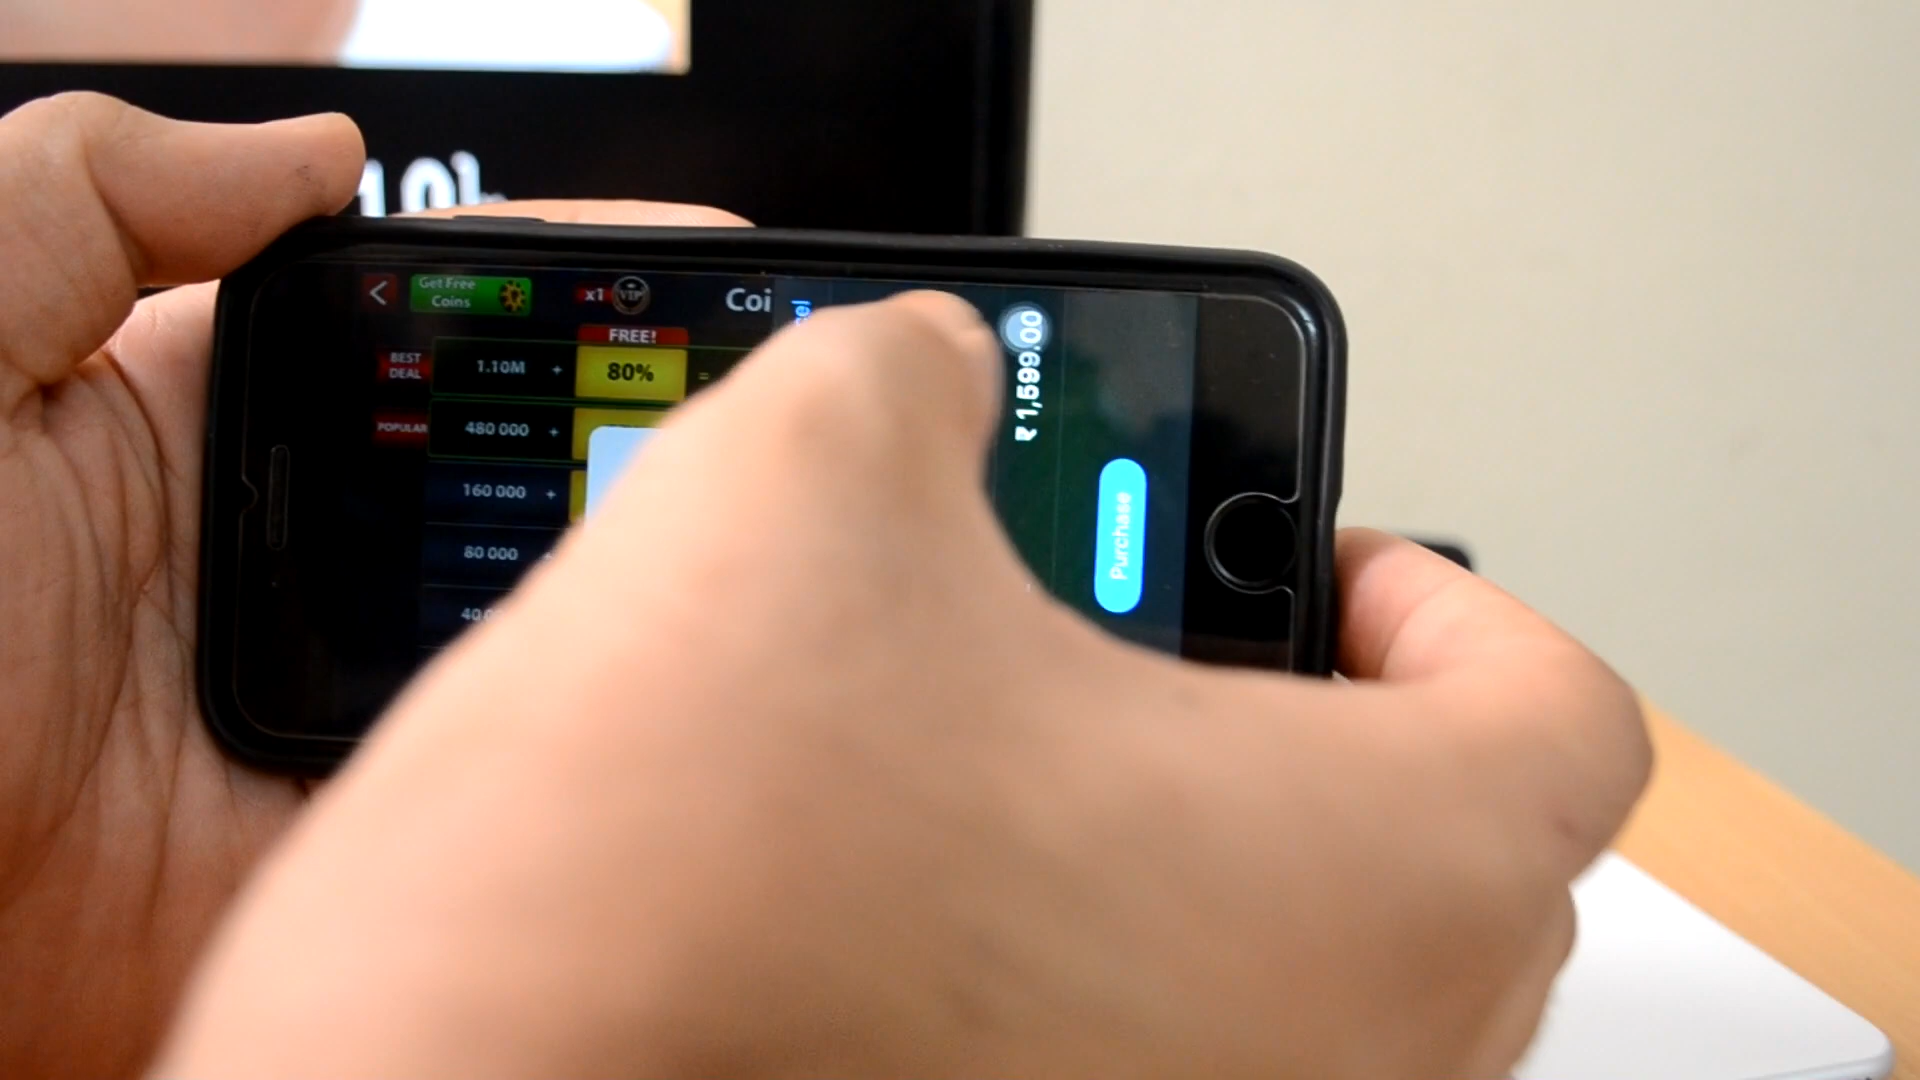 Get Free
Coins
x1
VIP
Coi
FREE!
BEST
DEAL
1.10M
+
80%
=
POPULAR
480 000
+
160 000
+
80 000
₹ 1,599.00
Purchase